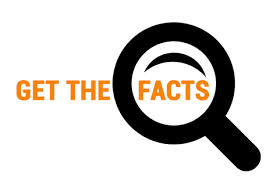 GET THE FACTS